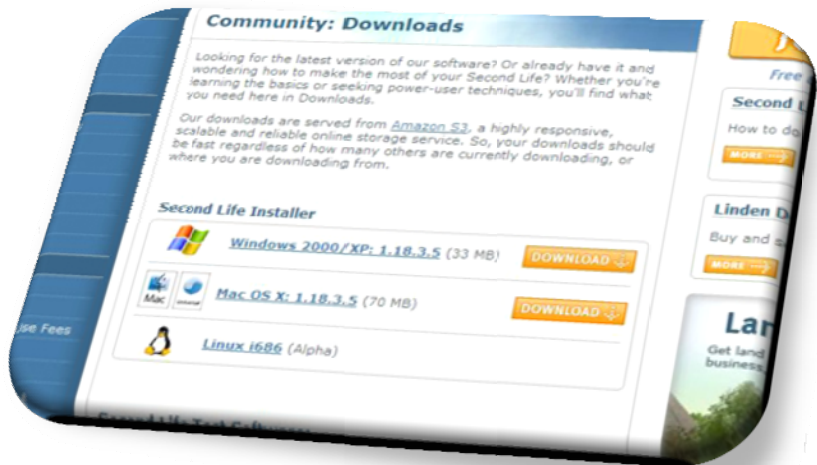 Community: Downloads
Looking for the latest version of our software? Or already have it and
wondering how to make the most of your Second Life? Whether you're
learning the basics or seeking power-user techniques, you'll find what
you need here in Downloads.
Our downloads are served from Amazon S3, a highly responsive,
scalable and reliable online storage service. So, your downloads should
be fast regardless of how many others are currently downloading, or
where you are downloading from.
Second Life Installer
Windows 2000/XP: 1.18.3.5 (33 MB)
DOWNLOAD
Mac
Mac OS X: 1.18.3.5 (70 MB)
DOWNLOAD
Linux i686 (Alpha)
Use Fees
Free
Second L
How to do
MORE
Linden D
Buy and
MORE
Lan
Get land
business,